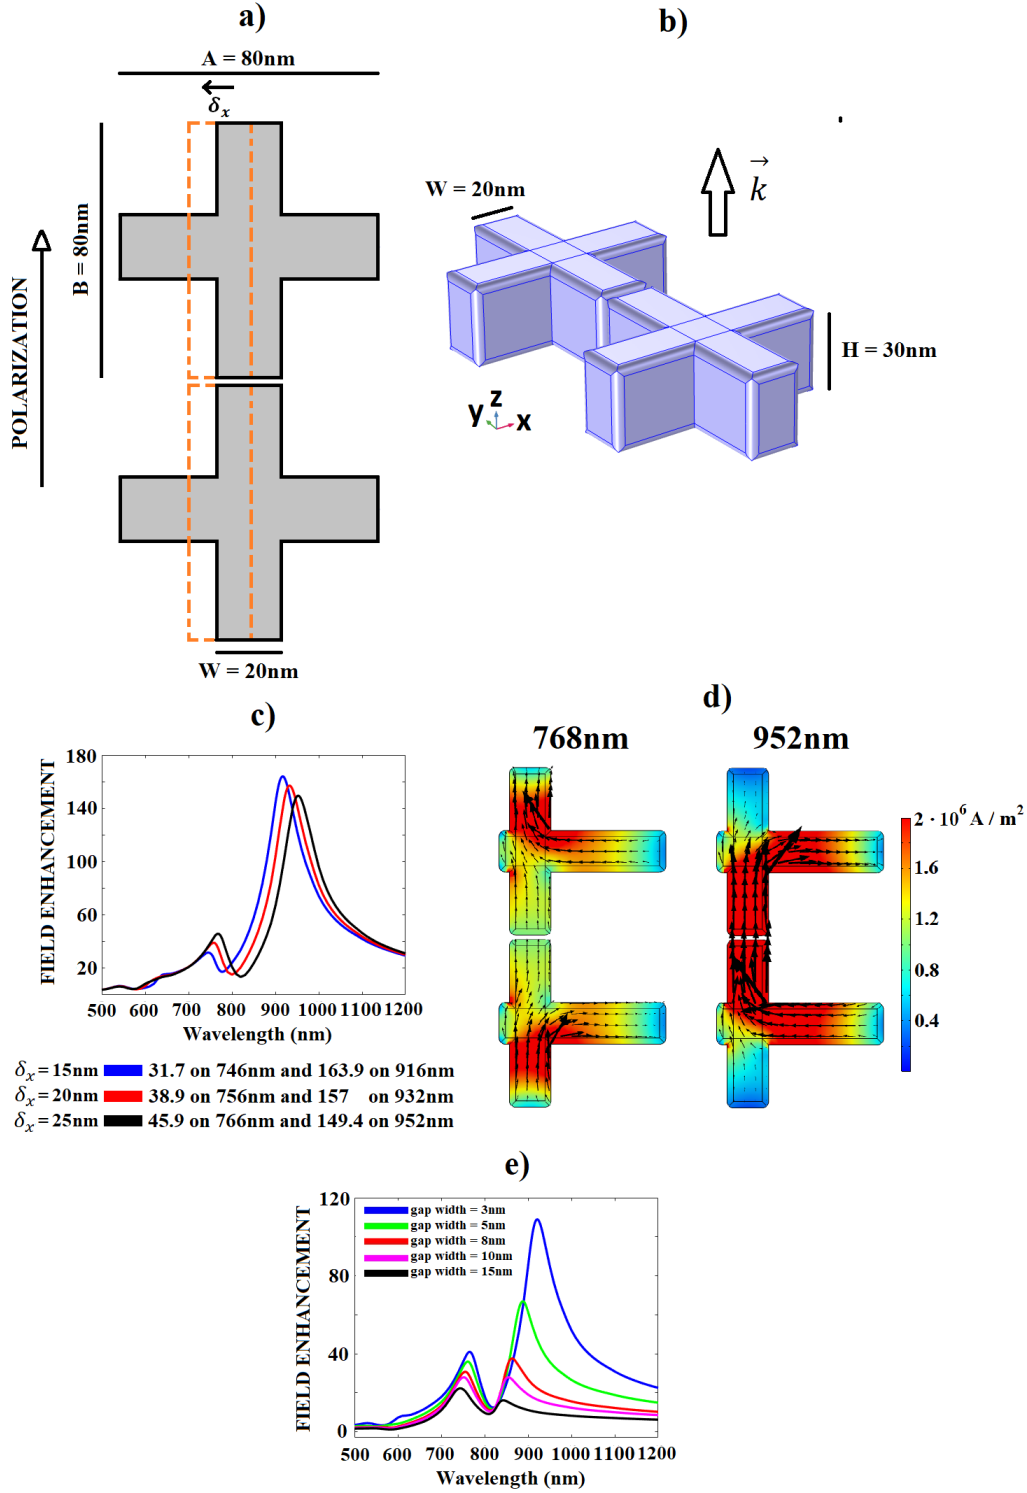 a)
A = 80nm
δx
B = 80nm
POLARIZATION
W = 20nm
b)
W = 20nm
k
H = 30nm
y z x
c)
FIELD ENHANCEMENT
180
140
100
60
20
500 600 700 800 900 1000 1100 1200
Wavelength (nm)
δx = 15nm 31.7 on 746nm and 163.9 on 916nm
δx = 20nm 38.9 on 756nm and 157 on 932nm
δx = 25nm 45.9 on 766nm and 149.4 on 952nm
d)
768nm 952nm
2 · 10⁶ A / m²
1.6
1.2
0.8
0.4
e)
FIELD ENHANCEMENT
120
80
40
0
gap width = 3nm
gap width = 5nm
gap width = 8nm
gap width = 10nm
gap width = 15nm
500 600 700 800 900 1000 1100 1200
Wavelength (nm)